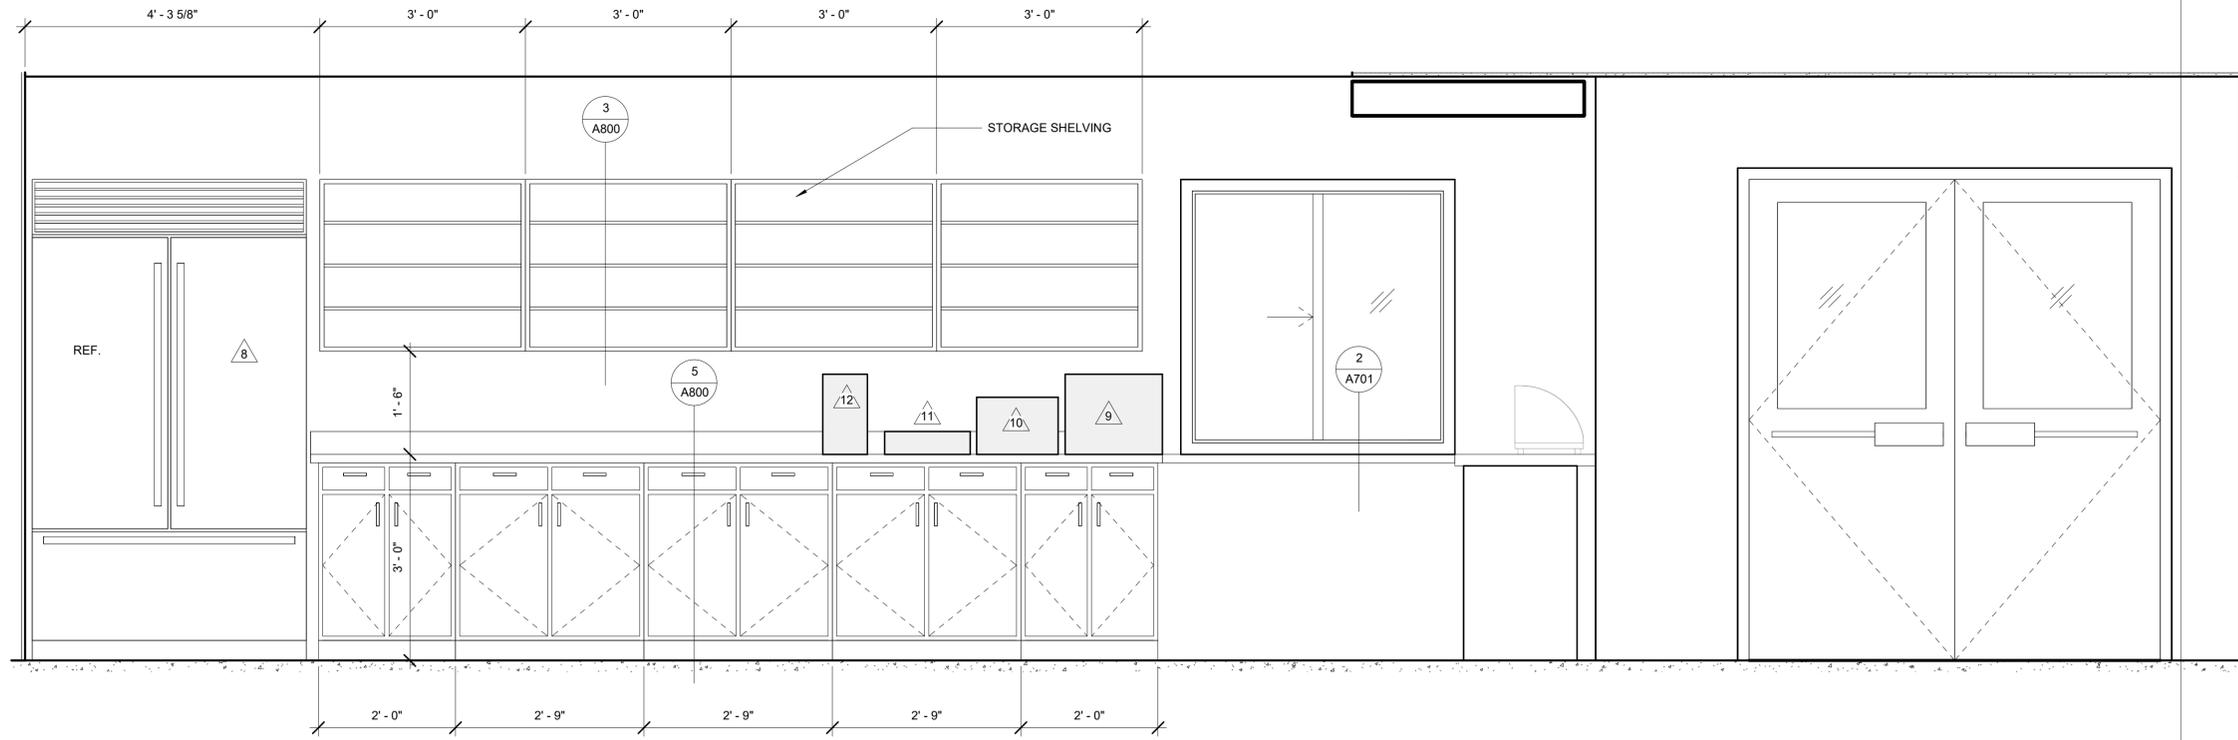 4' - 3 5/8"
3' - 0"
3' - 0"
3' - 0"
3' - 0"
3
A800
STORAGE SHELVING
REF.
8
1' - 6"
5
A800
12
11
10
9
2
A701
3' - 0"
2' - 0"
2' - 9"
2' - 9"
2' - 9"
2' - 0"